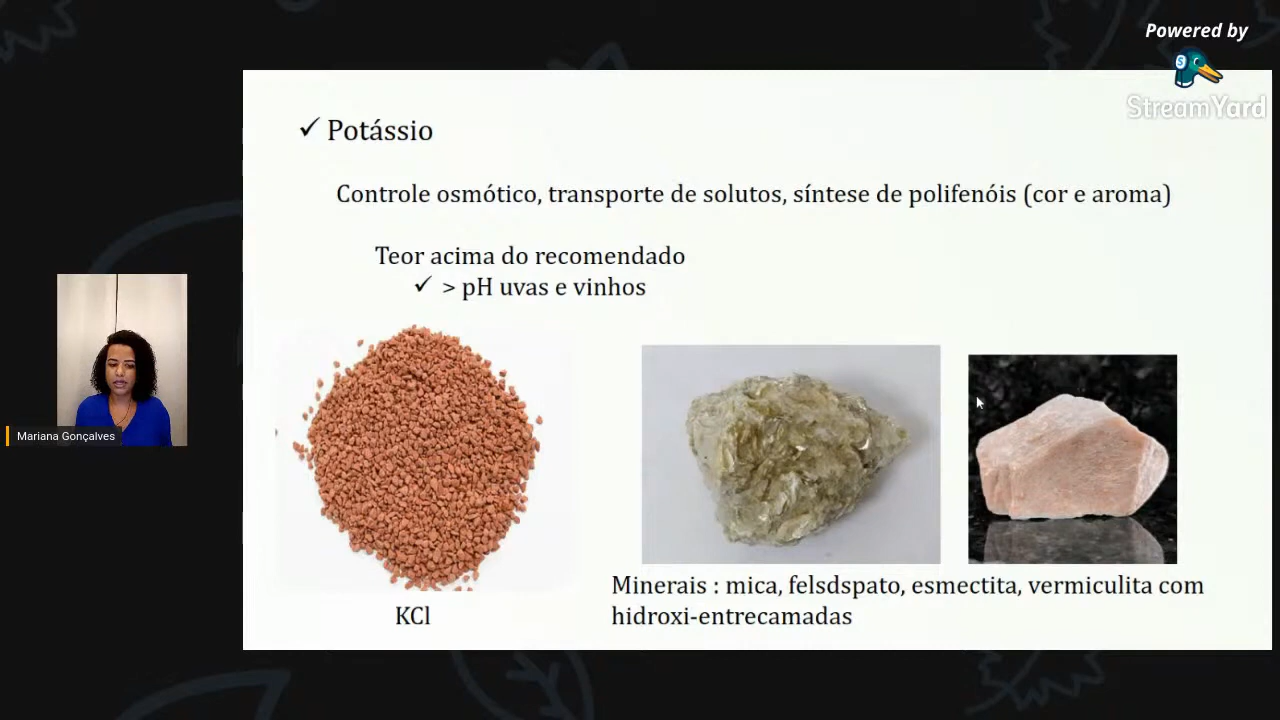 Powered by
StreamYard
✓ Potássio
Controle osmótico, transporte de solutos, síntese de polifenóis (cor e aroma)
Teor acima do recomendado
✓ > pH uvas e vinhos
Mariana Gonçalves
KCl
Minerais : mica, felsdspato, esmectita, vermiculita com
hidroxi-entrecamadas